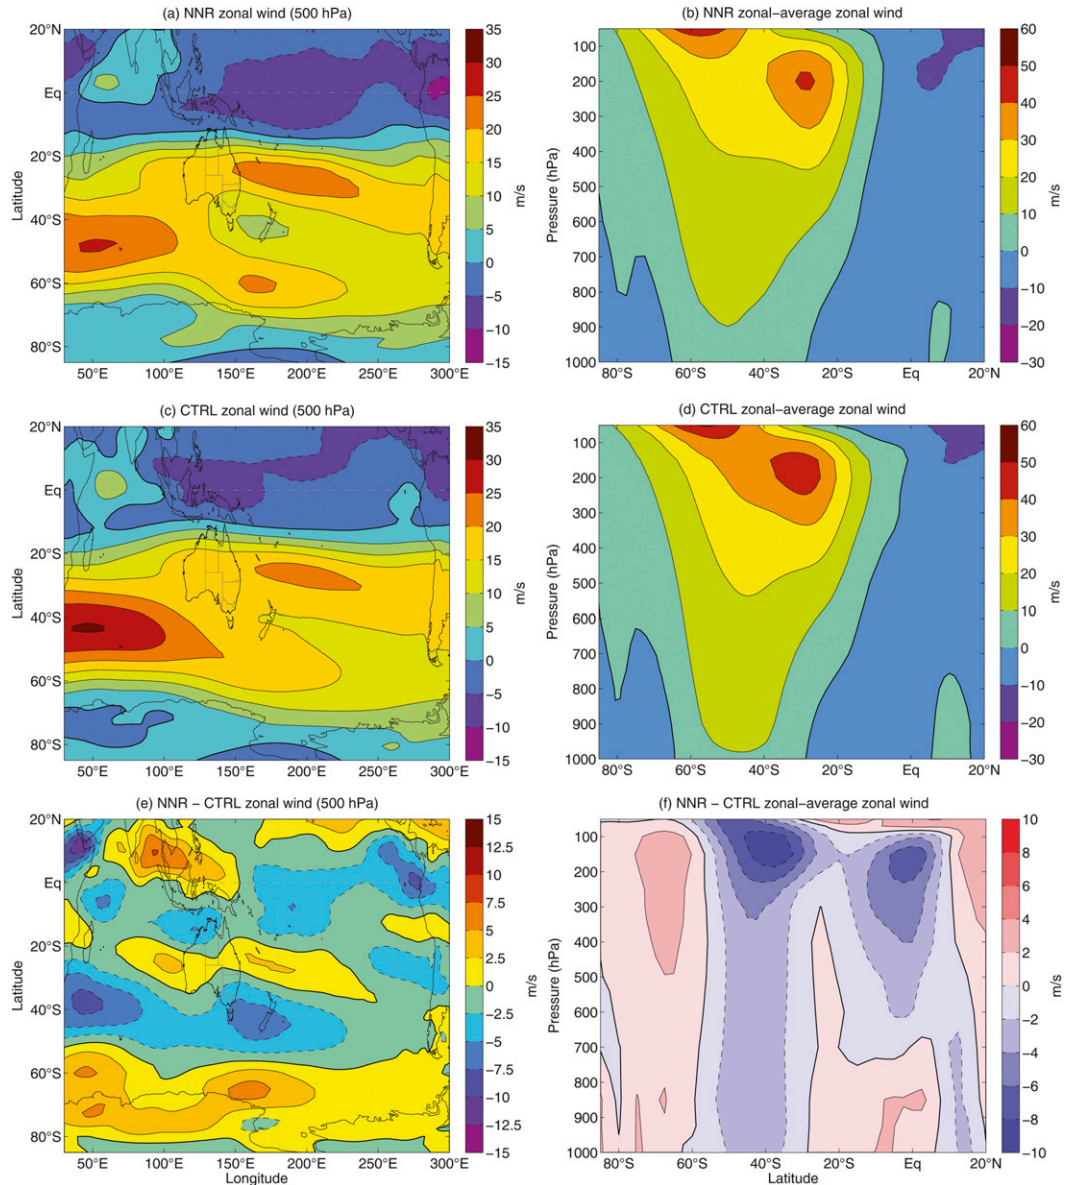 (a) NNR zonal wind (500 hPa)
20°N
Eq
20°S
40°S
60°S
80°S
Latitude
50°E
100°E
150°E
200°E
250°E
300°E
35
30
25
20
15
10
5
0
−5
−10
−15
m/s
(b) NNR zonal−average zonal wind
100
200
300
400
500
600
700
800
900
1000
Pressure (hPa)
80°S
60°S
40°S
20°S
Eq
20°N
60
50
40
30
20
10
0
−10
−20
−30
m/s
(c) CTRL zonal wind (500 hPa)
20°N
Eq
20°S
40°S
60°S
80°S
Latitude
50°E
100°E
150°E
200°E
250°E
300°E
35
30
25
20
15
10
5
0
−5
−10
−15
m/s
(d) CTRL zonal−average zonal wind
100
200
300
400
500
600
700
800
900
1000
Pressure (hPa)
80°S
60°S
40°S
20°S
Eq
20°N
60
50
40
30
20
10
0
−10
−20
−30
m/s
(e) NNR − CTRL zonal wind (500 hPa)
20°N
Eq
20°S
40°S
60°S
80°S
Latitude
50°E
100°E
150°E
200°E
250°E
300°E
Longitude
15
12.5
10
7.5
5
2.5
0
−2.5
−5
−7.5
−10
−12.5
−15
m/s
(f) NNR − CTRL zonal−average zonal wind
100
200
300
400
500
600
700
800
900
1000
Pressure (hPa)
80°S
60°S
40°S
20°S
Eq
20°N
Latitude
10
8
6
4
2
0
−2
−4
−6
−8
−10
m/s